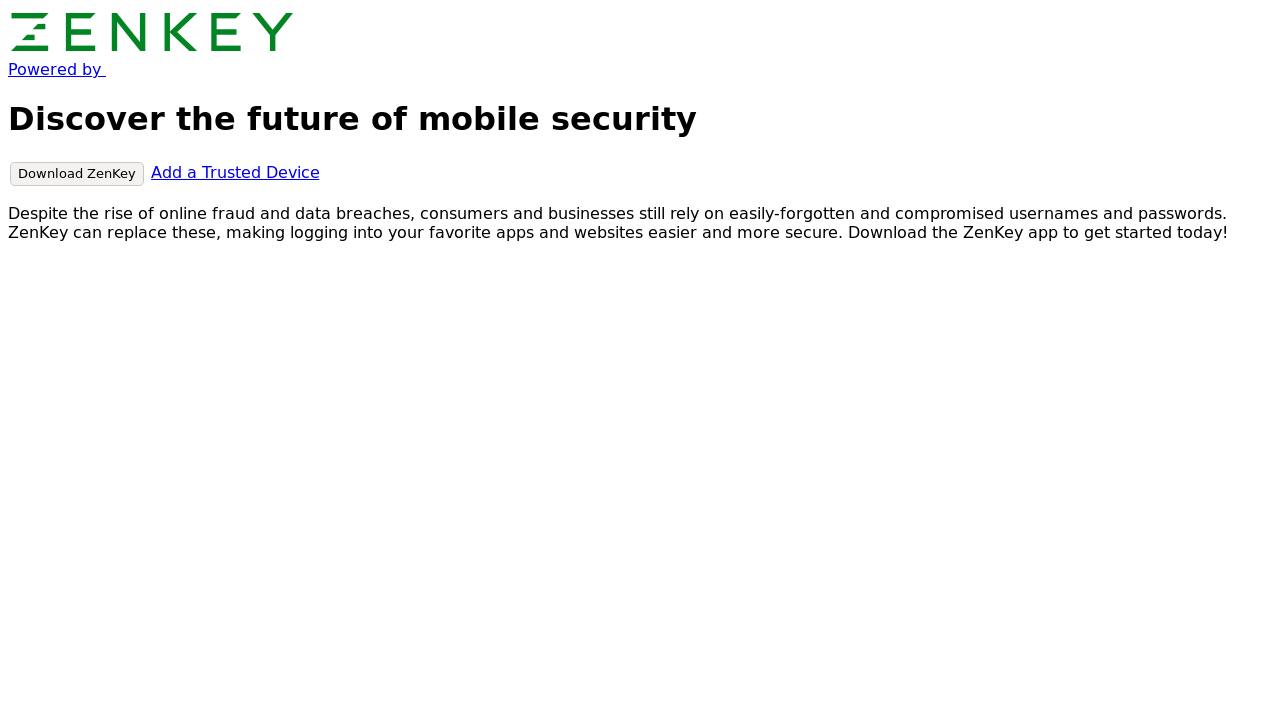 ZENKEY
Powered by
Discover the future of mobile security
Download ZenKey Add a Trusted Device
Despite the rise of online fraud and data breaches, consumers and businesses still rely on easily-forgotten and compromised usernames and passwords.
ZenKey can replace these, making logging into your favorite apps and websites easier and more secure. Download the ZenKey app to get started today!